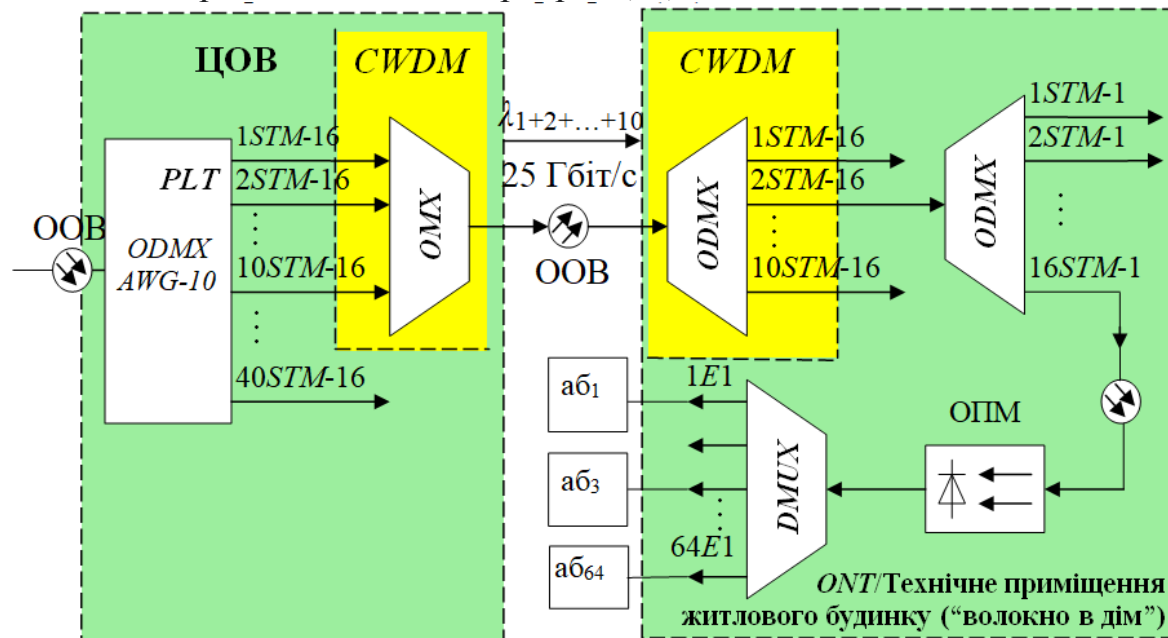 ЦОВ
CWDM
CWDM
OOB
PLT
ODMX
AWG-10
1STM-16
2STM-16
10STM-16
40STM-16
OMX
λ1+2+...+10
25 Гбіт/с
ООВ
ODMX
1STM-16
2STM-16
10STM-16
ODMX
1STM-1
2STM-1
16STM-1
аб1
аб3
аб64
1E1
64E1
DMUX
ОПМ
ONT/Технічне приміщення
житлового будинку (“волокно в дім”)